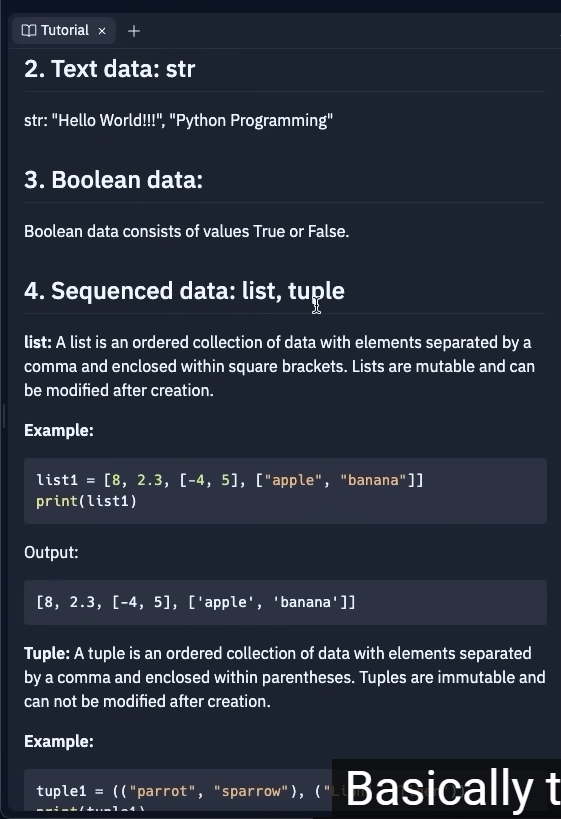 Tutorial
2. Text data: str
str: "Hello World!!!", "Python Programming"
3. Boolean data:
Boolean data consists of values True or False.
4. Sequenced data: list, tuple
list: A list is an ordered collection of data with elements separated by a
comma and enclosed within square brackets. Lists are mutable and can
be modified after creation.
Example:
list1 = [8, 2.3, [-4, 5], ["apple", "banana"]]
print(list1)
Output:
[8, 2.3, [-4, 5], ['apple', 'banana']]
Tuple: A tuple is an ordered collection of data with elements separated
by a comma and enclosed within parentheses. Tuples are immutable and
can not be modified after creation.
Example:
tuple1 = (("parrot", "sparrow"), ("
print(tuple1)
Basically t